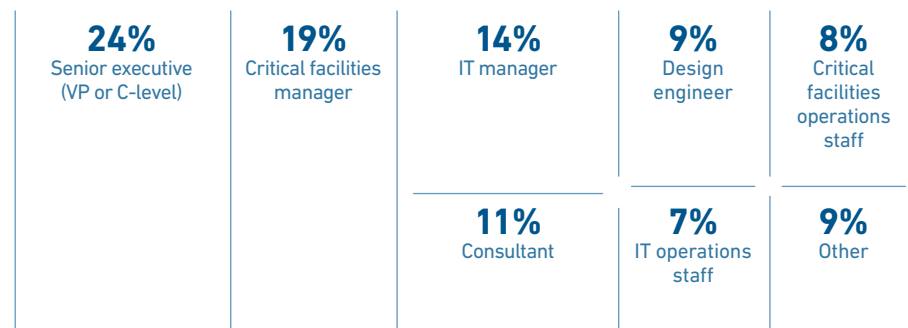 24%
Senior executive
(VP or C-level)
19%
Critical facilities
manager
14%
IT manager
9%
Design
engineer
8%
Critical
facilities
operations
staff
11%
Consultant
7%
IT operations
staff
9%
Other